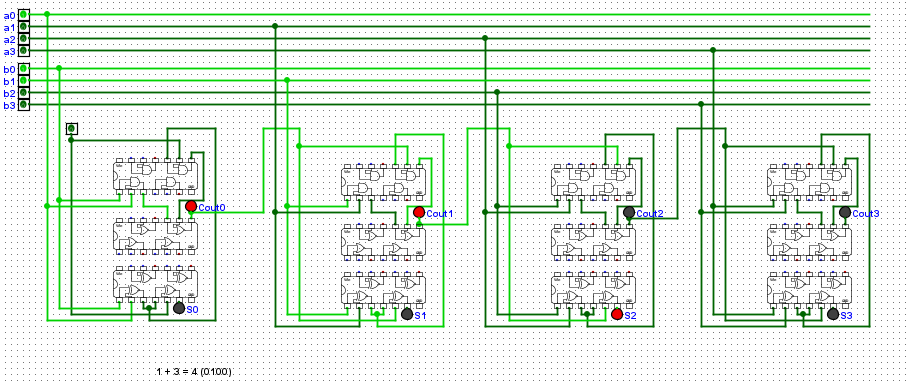 a0
a1
a2
a3
b0
b1
b2
b3
Cout0
Cout1
Cout2
Cout3
S0
S1
S2
S3
1 + 3 = 4 (0100)